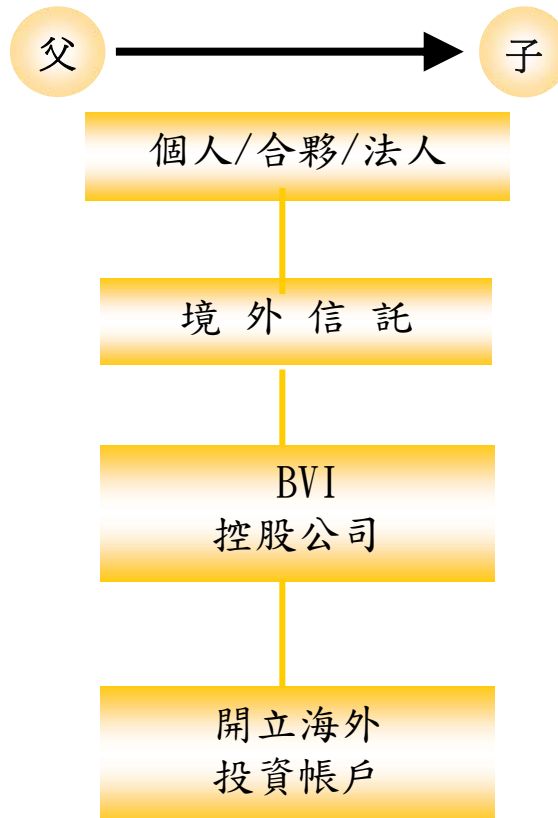 父
子
個人/合夥/法人
境外信託
BVI
控股公司
開立海外
投資帳戶